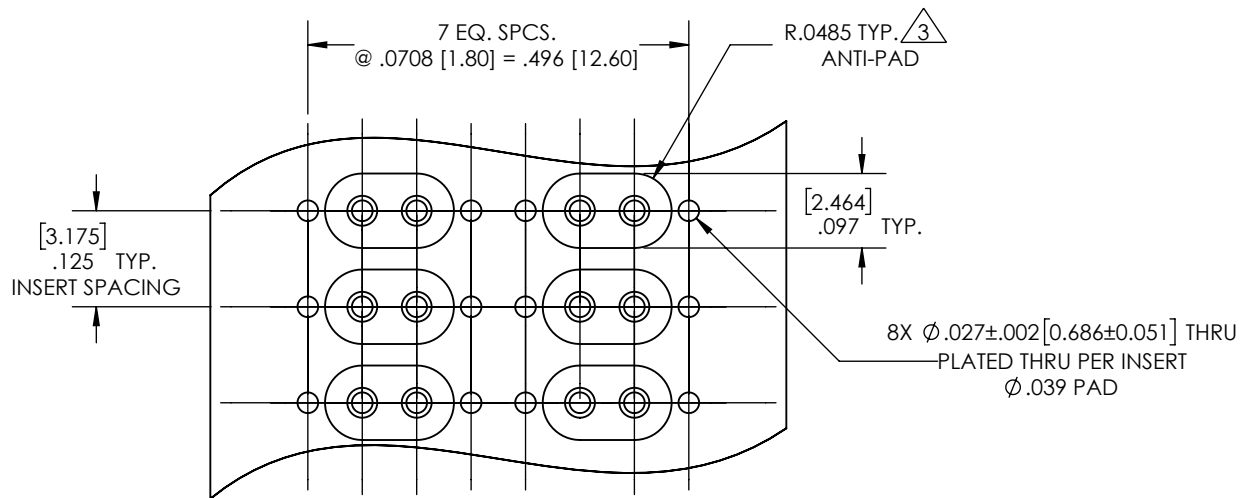 7 EQ. SPCS.
@ .0708 [1.80] = .496 [12.60]
R.0485 TYP. 3
ANTI-PAD
[3.175]
.125 TYP.
INSERT SPACING
[2.464]
.097 TYP.
8X Ø.027±.002[0.686±0.051] THRU
PLATED THRU PER INSERT
Ø.039 PAD